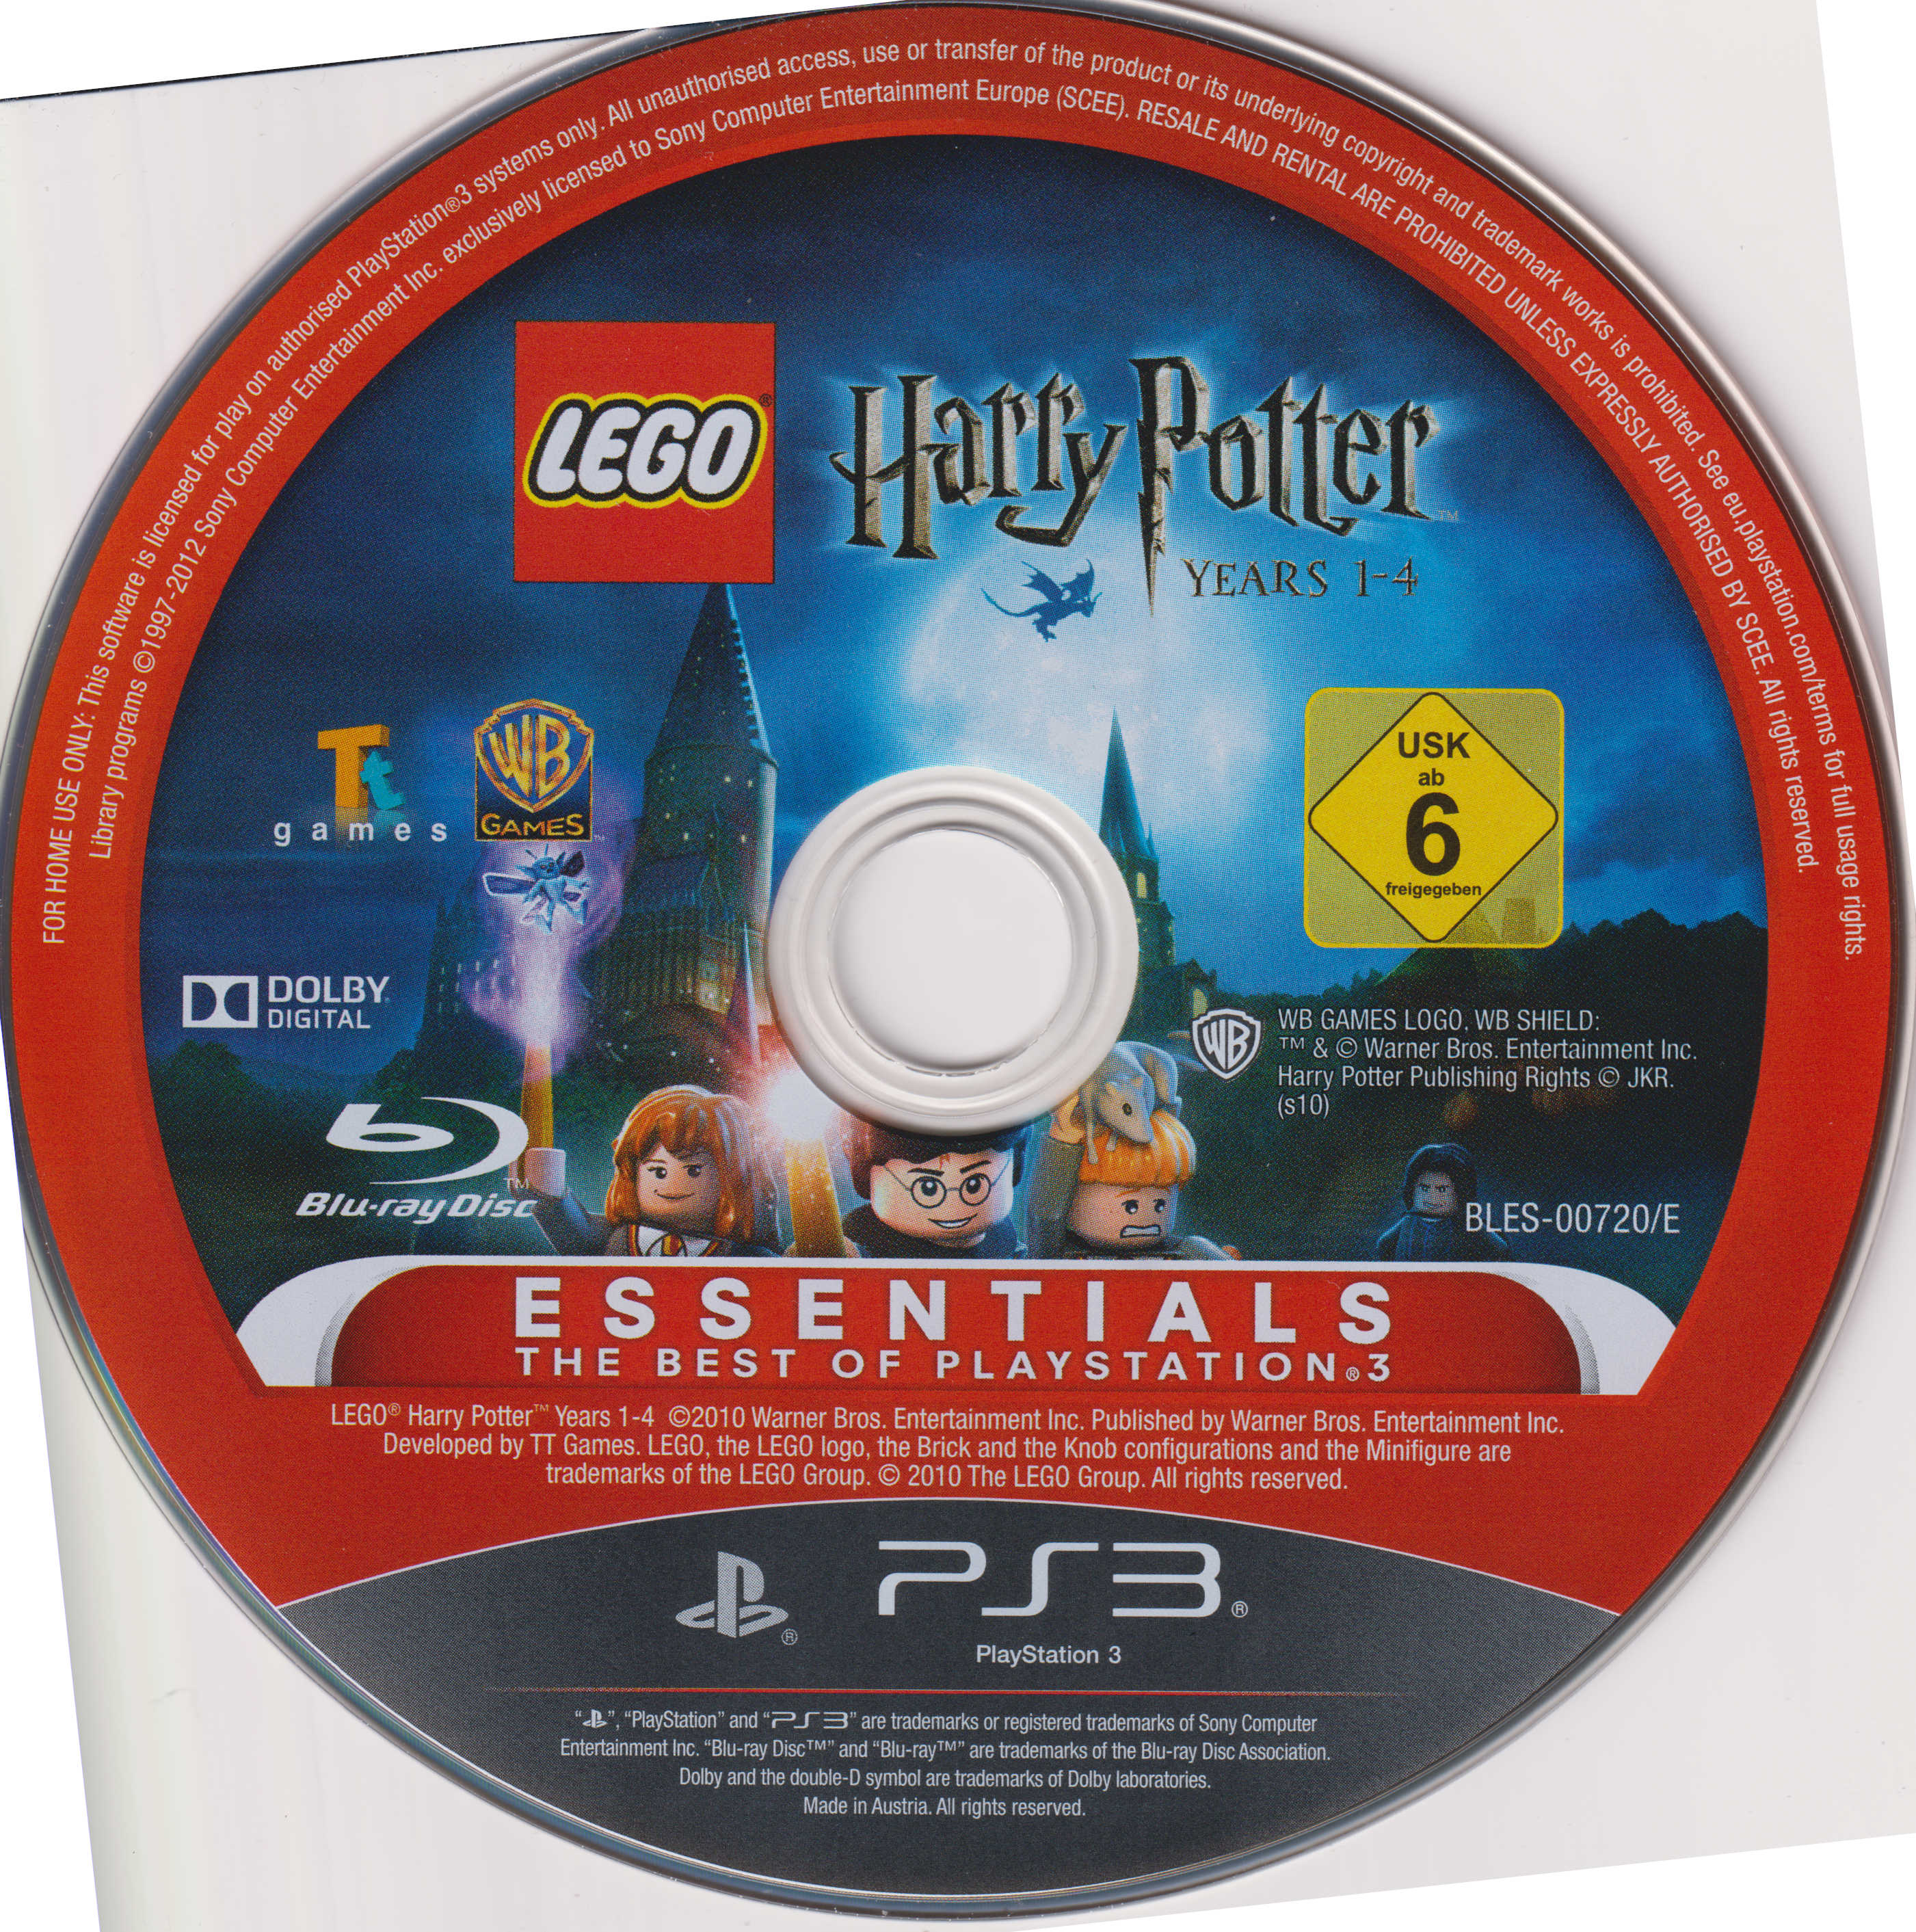 FOR HOME USE ONLY: This software is licensed for play on authorised PlayStation®3 systems only. All unauthorised access, use or transfer of the product or its underlying copyright and trademark works is prohibited. See eu.playstation.com/terms for full usage rights.
Library programs ©1997-2012 Sony Computer Entertainment Inc. exclusively licensed to Sony Computer Entertainment Europe (SCEE). RESALE AND RENTAL ARE PROHIBITED UNLESS EXPRESSLY AUTHORISED BY SCEE. All rights reserved.
LEGO®
Harry Potter™
YEARS 1-4
Tt
games
WB
GAMES™
USK
ab
6
freigegeben
DOLBY
DIGITAL
WB
WB GAMES LOGO, WB SHIELD:
™ & © Warner Bros. Entertainment Inc.
Harry Potter Publishing Rights © JKR.
(s10)
Blu-ray Disc™
BLES-00720/E
ESSENTIALS
THE BEST OF PLAYSTATION®3
LEGO® Harry Potter™ Years 1-4 ©2010 Warner Bros. Entertainment Inc. Published by Warner Bros. Entertainment Inc.
Developed by TT Games. LEGO, the LEGO logo, the Brick and the Knob configurations and the Minifigure are
trademarks of the LEGO Group. © 2010 The LEGO Group. All rights reserved.
PS3®
PlayStation 3
“ ”, “PlayStation” and “PS3” are trademarks or registered trademarks of Sony Computer
Entertainment Inc. “Blu-ray Disc™” and “Blu-ray™” are trademarks of the Blu-ray Disc Association.
Dolby and the double-D symbol are trademarks of Dolby laboratories.
Made in Austria. All rights reserved.